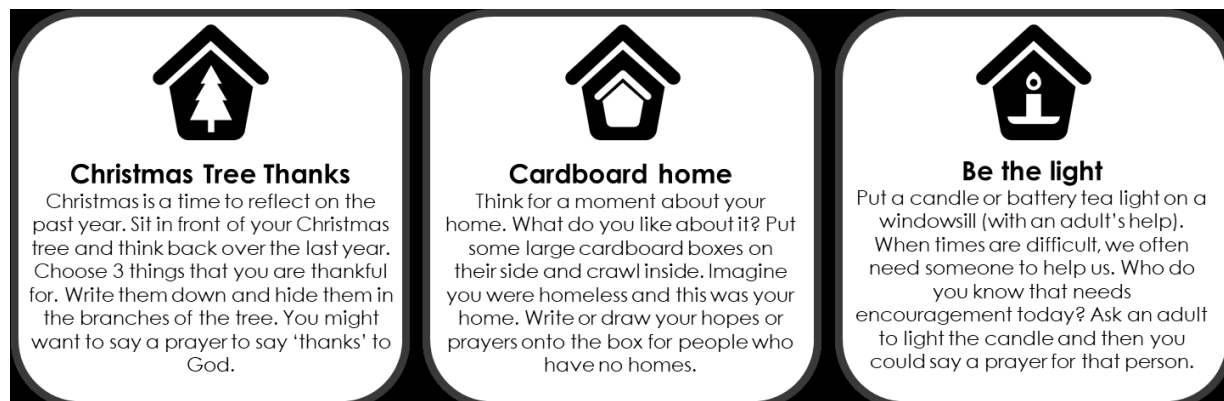 Christmas Tree Thanks
Christmas is a time to reflect on the
past year. Sit in front of your Christmas
tree and think back over the last year.
Choose 3 things that you are thankful
for. Write them down and hide them in
the branches of the tree. You might
want to say a prayer to say ‘thanks’ to
God.
Cardboard home
Think for a moment about your
home. What do you like about it? Put
some large cardboard boxes on
their side and crawl inside. Imagine
you were homeless and this was your
home. Write or draw your hopes or
prayers onto the box for people who
have no homes.
Be the light
Put a candle or battery tea light on a
windowsill (with an adult’s help).
When times are difficult, we often
need someone to help us. Who do
you know that needs
encouragement today? Ask an adult
to light the candle and then you
could say a prayer for that person.